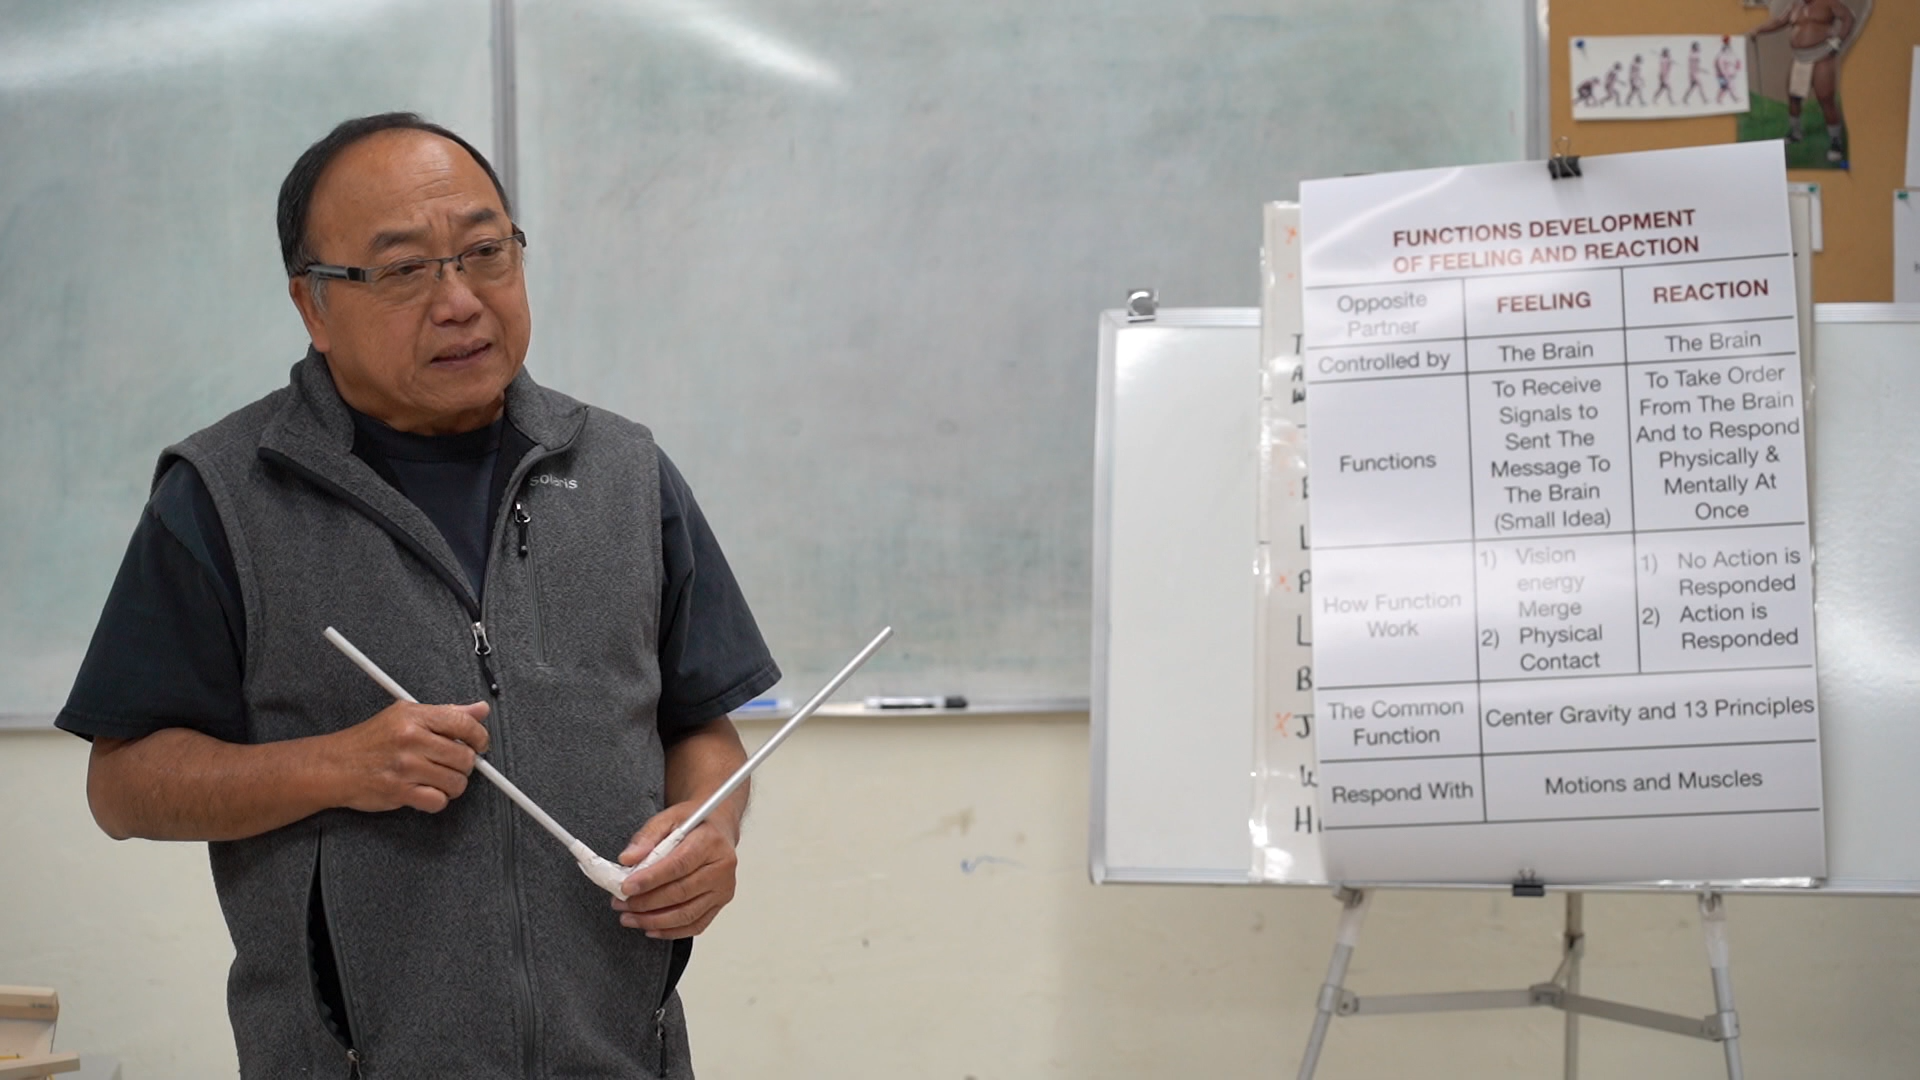 solaris
FUNCTIONS DEVELOPMENT
OF FEELING AND REACTION
Opposite
Partner
FEELING
REACTION
Controlled by
The Brain
The Brain
Functions
To Receive
Signals to
Sent The
Message To
The Brain
(Small Idea)
To Take Order
From The Brain
And to Respond
Physically &
Mentally At
Once
How Function
Work
1) Vision
energy
Merge
2) Physical
Contact
1) No Action is
Responded
2) Action is
Responded
The Common
Function
Center Gravity and 13 Principles
Respond With
Motions and Muscles